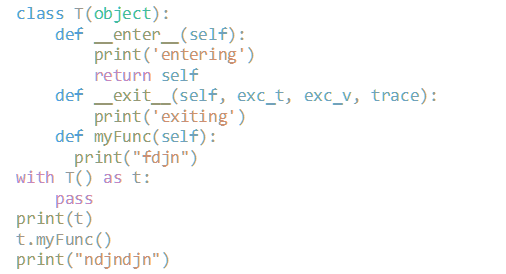 class T(object):
    def __enter__(self):
        print('entering')
        return self
    def __exit__(self, exc_t, exc_v, trace):
        print('exiting')
    def myFunc(self):
      print("fdjn")
with T() as t:
    pass
print(t)
t.myFunc()
print("ndjndjn")